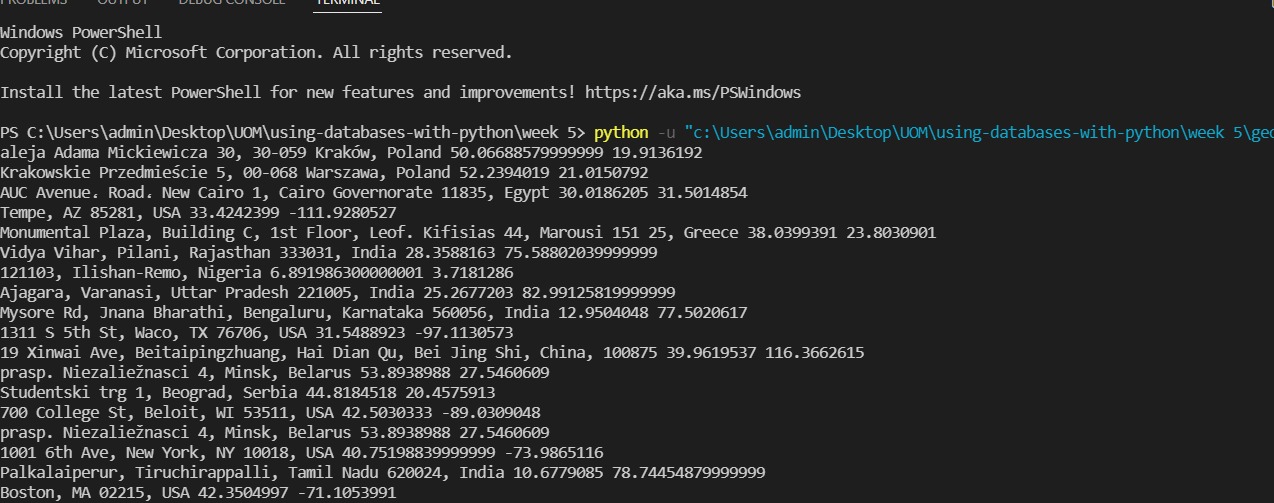 PROBLEMS OUTPUT DEBUG CONSOLE TERMINAL
Windows PowerShell
Copyright (C) Microsoft Corporation. All rights reserved.
Install the latest PowerShell for new features and improvements! https://aka.ms/PSWindows
PS C:\Users\admin\Desktop\UOM\using-databases-with-python\week 5> python -u "c:\Users\admin\Desktop\UOM\using-databases-with-python\week 5\geo
aleja Adama Mickiewicza 30, 30-059 Kraków, Poland 50.06688579999999 19.9136192
Krakowskie Przedmieście 5, 00-068 Warszawa, Poland 52.2394019 21.0150792
AUC Avenue، Road، New Cairo 1, Cairo Governorate 11835, Egypt 30.0186205 31.5014854
Tempe, AZ 85281, USA 33.4242399 -111.9280527
Monumental Plaza, Building C, 1st Floor, Leof. Kifisias 44, Marousi 151 25, Greece 38.0399391 23.8030901
Vidya Vihar, Pilani, Rajasthan 333031, India 28.3588163 75.58802039999999
121103, Ilishan-Remo, Nigeria 6.891986300000001 3.7181286
Ajagara, Varanasi, Uttar Pradesh 221005, India 25.2677203 82.99125819999999
Mysore Rd, Jnana Bharathi, Bengaluru, Karnataka 560056, India 12.9504048 77.5020617
1311 S 5th St, Waco, TX 76706, USA 31.5488923 -97.1130573
19 Xinwai Ave, Beitaipingzhuang, Hai Dian Qu, Bei Jing Shi, China, 100875 39.9619537 116.3662615
prasp. Niezaliežnasci 4, Minsk, Belarus 53.8938988 27.5460609
Studentski trg 1, Beograd, Serbia 44.8184518 20.4575913
700 College St, Beloit, WI 53511, USA 42.5030333 -89.0309048
prasp. Niezaliežnasci 4, Minsk, Belarus 53.8938988 27.5460609
1001 6th Ave, New York, NY 10018, USA 40.75198839999999 -73.9865116
Palkalaiperur, Tiruchirappalli, Tamil Nadu 620024, India 10.6779085 78.74454879999999
Boston, MA 02215, USA 42.3504997 -71.1053991